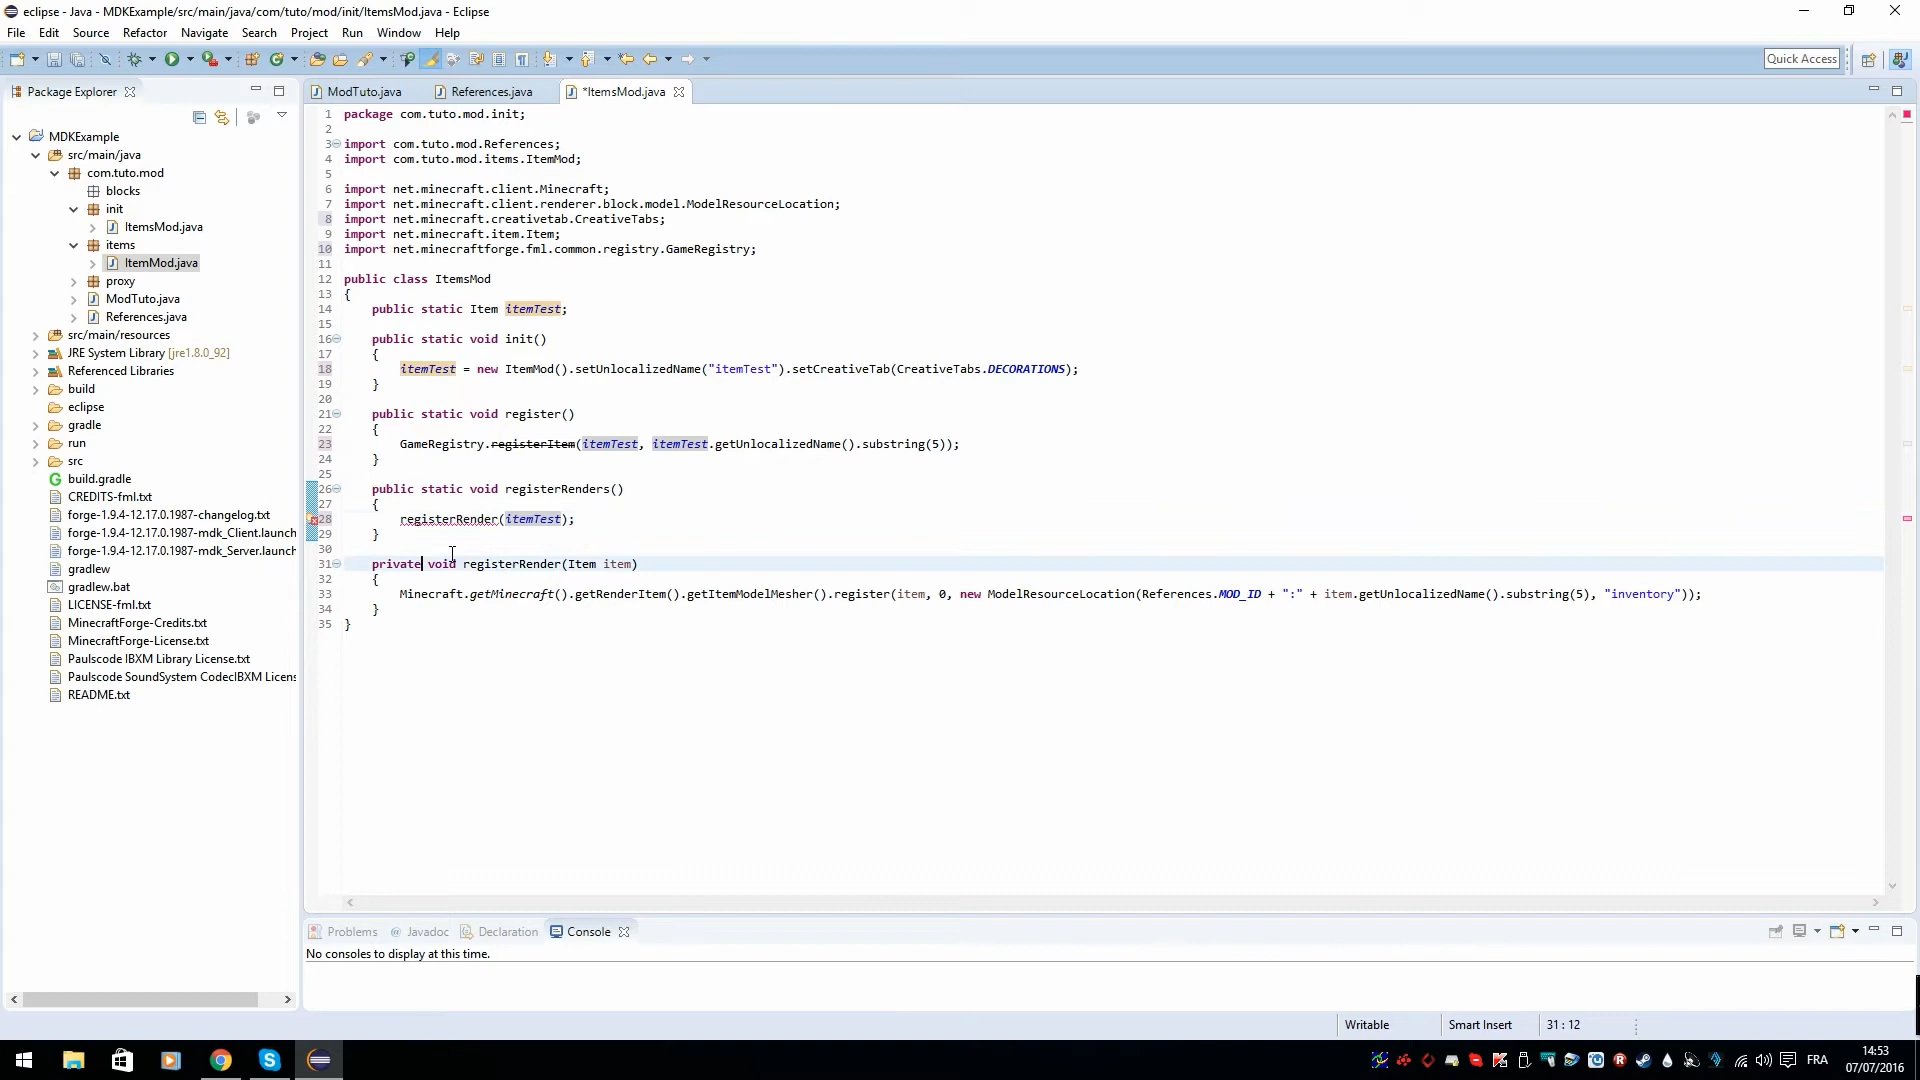 eclipse - Java - MDKExample/src/main/java/com/tuto/mod/init/ItemsMod.java - Eclipse
File Edit Source Refactor Navigate Search Project Run Window Help
Quick Access
Package Explorer
MDKExample
src/main/java
com.tuto.mod
blocks
init
ItemsMod.java
items
ItemMod.java
proxy
ModTuto.java
References.java
src/main/resources
JRE System Library [jre1.8.0_92]
Referenced Libraries
build
eclipse
gradle
run
src
build.gradle
CREDITS-fml.txt
forge-1.9.4-12.17.0.1987-changelog.txt
forge-1.9.4-12.17.0.1987-mdk_Client.launch
forge-1.9.4-12.17.0.1987-mdk_Server.launch
gradlew
gradlew.bat
LICENSE-fml.txt
MinecraftForge-Credits.txt
MinecraftForge-License.txt
Paulscode IBXM Library License.txt
Paulscode SoundSystem CodecIBXM Licens
README.txt
ModTuto.java References.java *ItemsMod.java
1 package com.tuto.mod.init;
2
3 import com.tuto.mod.References;
4 import com.tuto.mod.items.ItemMod;
5
6 import net.minecraft.client.Minecraft;
7 import net.minecraft.client.renderer.block.model.ModelResourceLocation;
8 import net.minecraft.creativetab.CreativeTabs;
9 import net.minecraft.item.Item;
10 import net.minecraftforge.fml.common.registry.GameRegistry;
11
12 public class ItemsMod
13 {
14 public static Item itemTest;
15
16 public static void init()
17 {
18 itemTest = new ItemMod().setUnlocalizedName("itemTest").setCreativeTab(CreativeTabs.DECORATIONS);
19 }
20
21 public static void register()
22 {
23 GameRegistry.registerItem(itemTest, itemTest.getUnlocalizedName().substring(5));
24 }
25
26 public static void registerRenders()
27 {
28 registerRender(itemTest);
29 }
30
31 private void registerRender(Item item)
32 {
33 Minecraft.getMinecraft().getRenderItem().getItemModelMesher().register(item, 0, new ModelResourceLocation(References.MOD_ID + ":" + item.getUnlocalizedName().substring(5), "inventory"));
34 }
35 }
Problems @ Javadoc Declaration Console
No consoles to display at this time.
Writable Smart Insert 31 : 12
FRA
14:53
07/07/2016